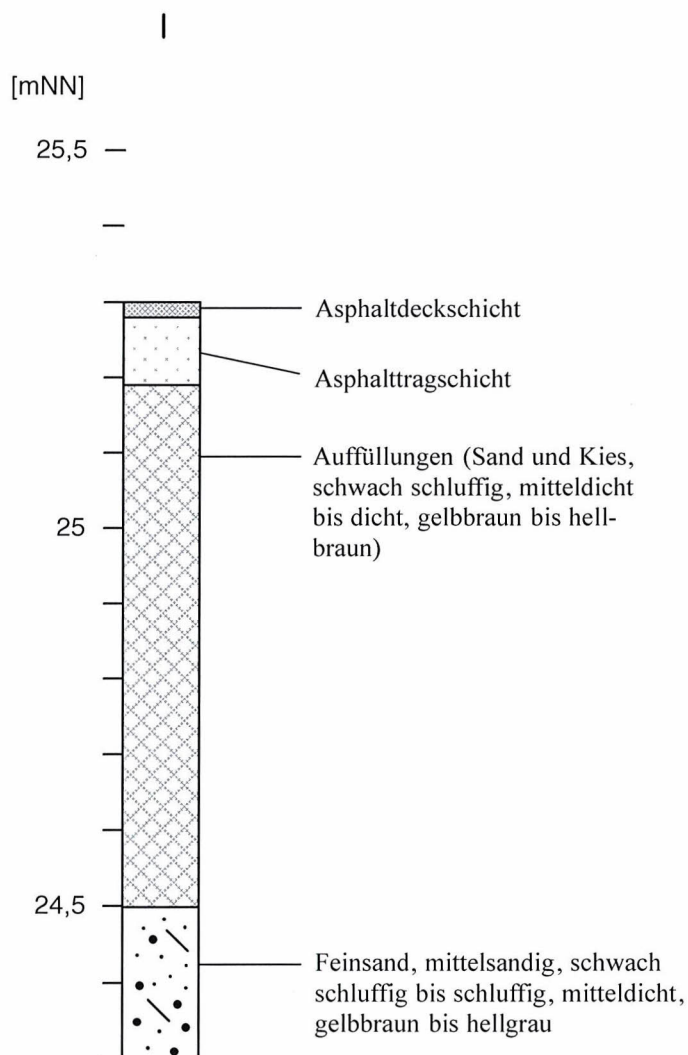 [mNN]
25,5
Asphaltdeckschicht
Asphalttragschicht
Auffüllungen (Sand und Kies,
schwach schluffig, mitteldicht
bis dicht, gelbbraun bis hell-
braun)
25
24,5
Feinsand, mittelsandig, schwach
schluffig bis schluffig, mitteldicht,
gelbbraun bis hellgrau